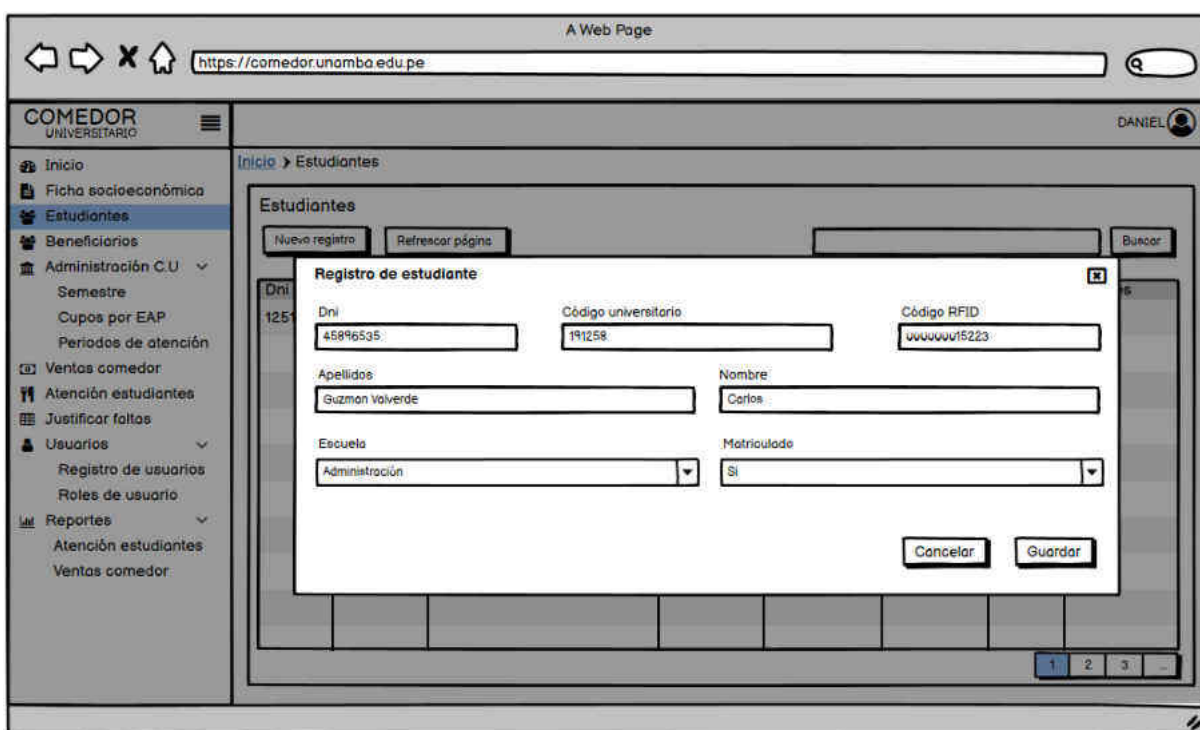 A Web Page
https://comedor.unamba.edu.pe
COMEDOR
UNIVERSITARIO
DANIEL
Inicio
Ficha socioeconómica
Estudiantes
Beneficiarios
Administración C.U
Semestre
Cupos por EAP
Periodos de atención
Ventas comedor
Atención estudiantes
Justificar faltas
Usuarios
Registro de usuarios
Roles de usuario
Reportes
Atención estudiantes
Ventas comedor
Inicio > Estudiantes
Estudiantes
Nuevo registro
Refrescar página
Buscar
Dni
1251
Registro de estudiante
Dni
Código universitario
Código RFID
45896535
191258
000000015223
Apellidos
Nombre
Guzman Valverde
Carlos
Escuela
Matriculado
Administración
Si
Cancelar
Guardar
1 2 3 ...